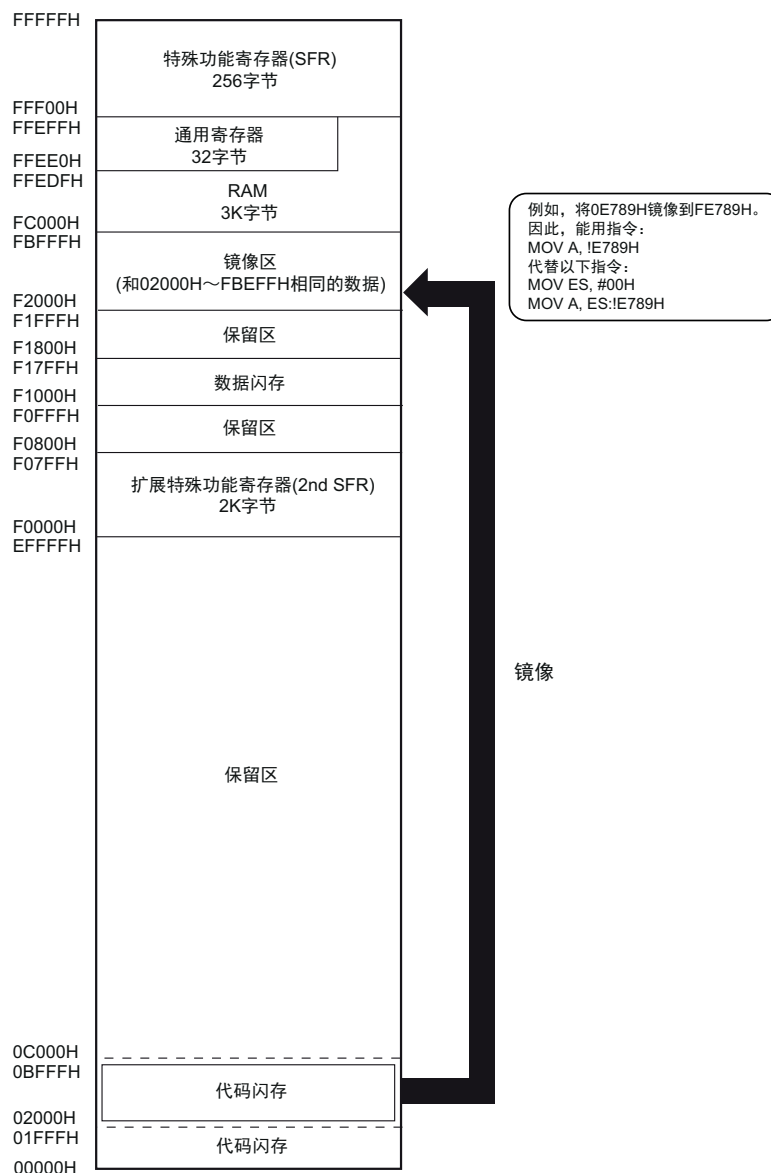 FFFFFH
特殊功能寄存器(SFR)
256字节
FFF00H
FFEFFH
通用寄存器
32字节
FFEE0H
FFEDFH
RAM
3K字节
FC000H
FBFFFH
镜像区
(和02000H～FBEFFH相同的数据)
F2000H
F1FFFH
保留区
F1800H
F17FFH
数据闪存
F1000H
F0FFFH
保留区
F0800H
F07FFH
扩展特殊功能寄存器(2nd SFR)
2K字节
F0000H
EFFFFH
保留区
0C000H
0BFFFH
代码闪存
02000H
01FFFH
代码闪存
00000H
例如，将0E789H镜像到FE789H。
因此，能用指令：
MOV A, !E789H
代替以下指令：
MOV ES, #00H
MOV A, ES:!E789H
镜像